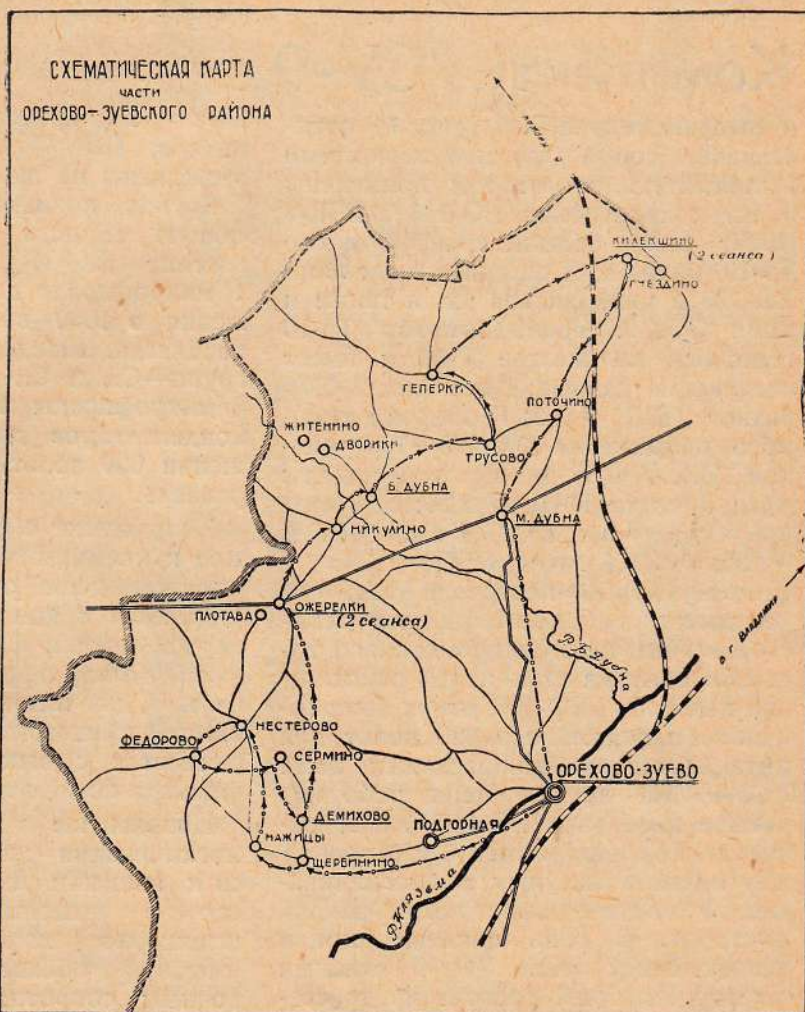 СХЕМАТИЧЕСКАЯ КАРТА
ЧАСТИ
ОРЕХОВО-ЗУЕВСКОГО РАЙОНА
КИЛЕКШИНО
(2 сеанса)
ГНЕЗДИНО
ГЕПЕРКИ
ПОТОЧИНО
ЖИТЕНИНО
ДВОРИКИ
ТРУСОВО
Б. ДУБНА
М. ДУБНА
НИКУЛИНО
ОЖЕРЕЛКИ
ПЛОТАВА
(2 сеанса)
Р. Б. Дубна
в г. Владимир
НЕСТЕРОВО
ФЕДОРОВО
СЕРМИНО
ОРЕХОВО-ЗУЕВО
ДЕМИХОВО
ПОДГОРНАЯ
НАЖИЦЫ
ЩЕРБИНИНО
Р. Клязьма